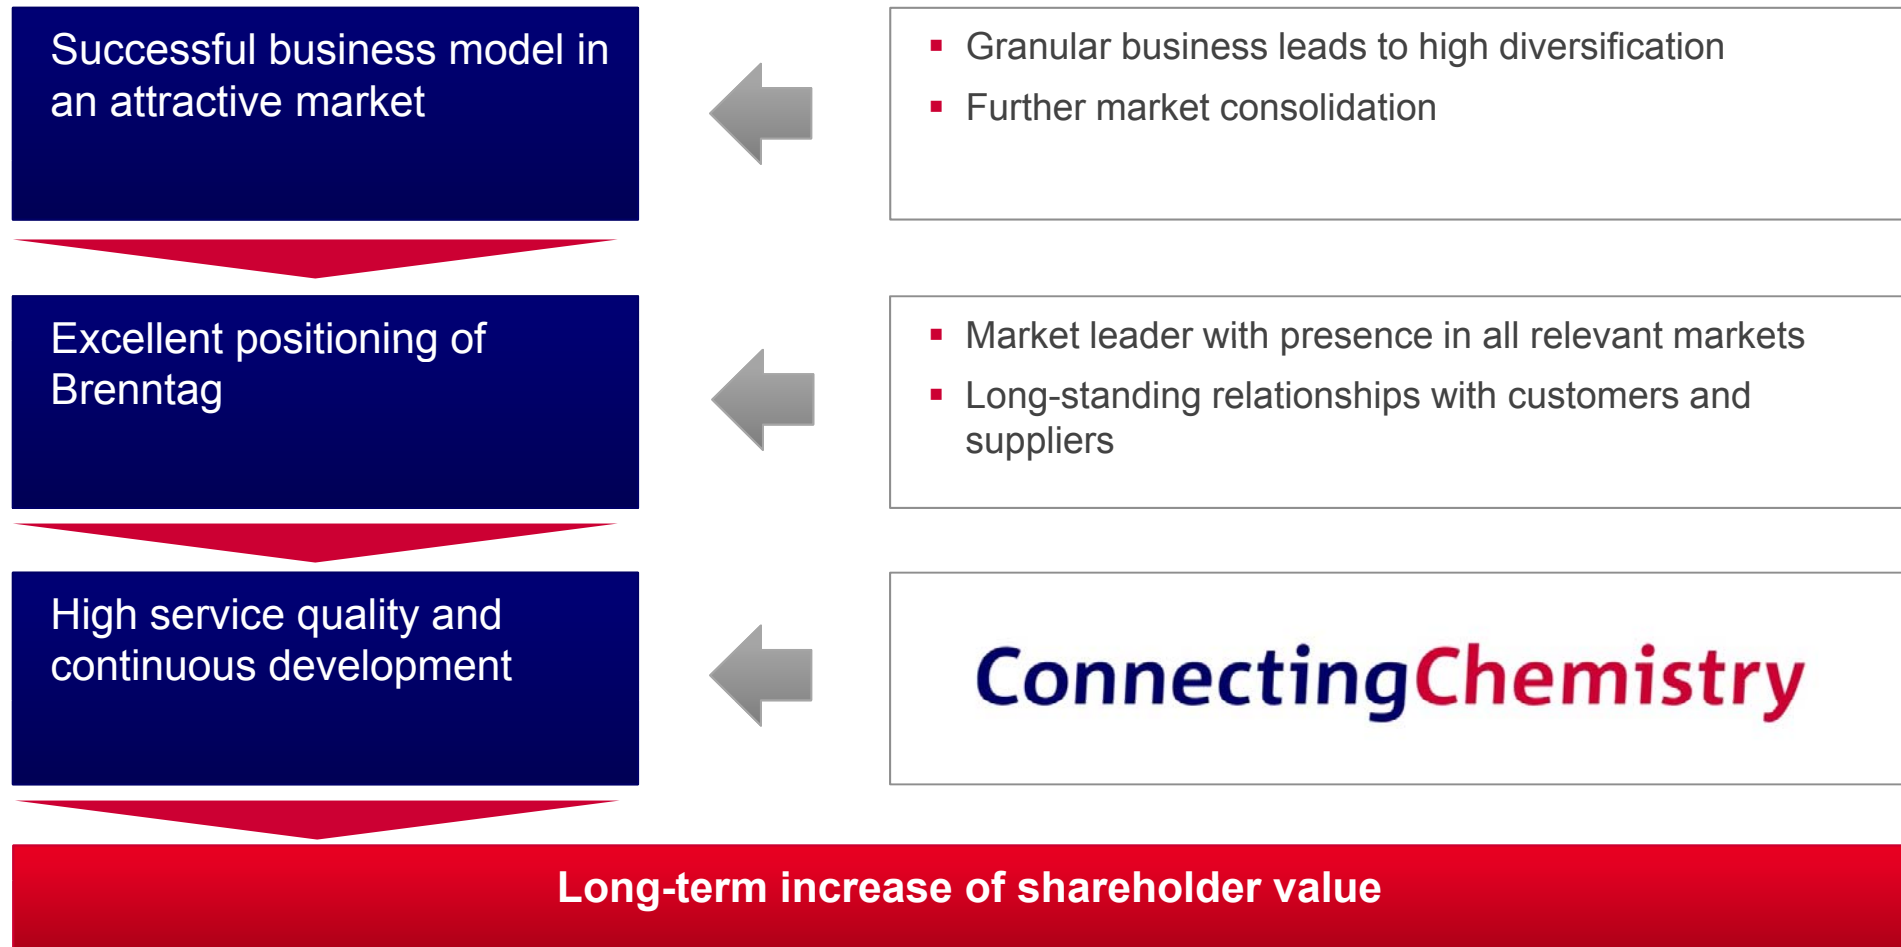 Successful business model in
an attractive market
▪ Granular business leads to high diversification
▪ Further market consolidation
Excellent positioning of
Brenntag
▪ Market leader with presence in all relevant markets
▪ Long-standing relationships with customers and
suppliers
High service quality and
continuous development
ConnectingChemistry
Long-term increase of shareholder value